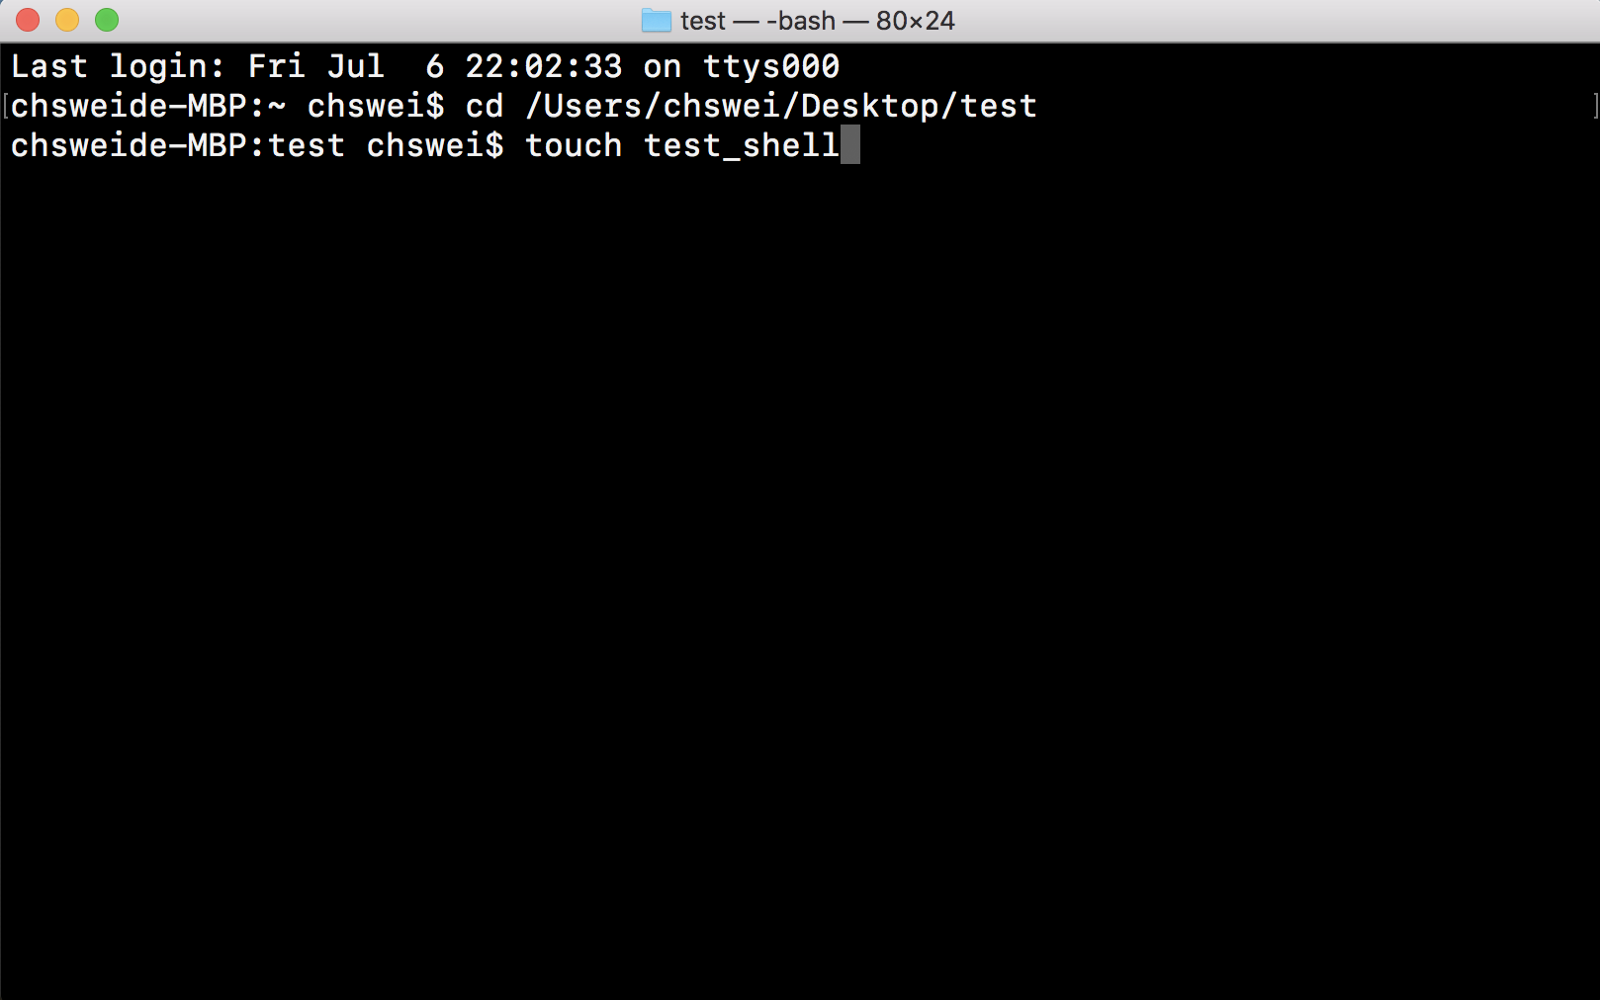 test — -bash — 80×24
Last login: Fri Jul  6 22:02:33 on ttys000
[chsweide-MBP:~ chswei$ cd /Users/chswei/Desktop/test ]
chsweide-MBP:test chswei$ touch test_shell